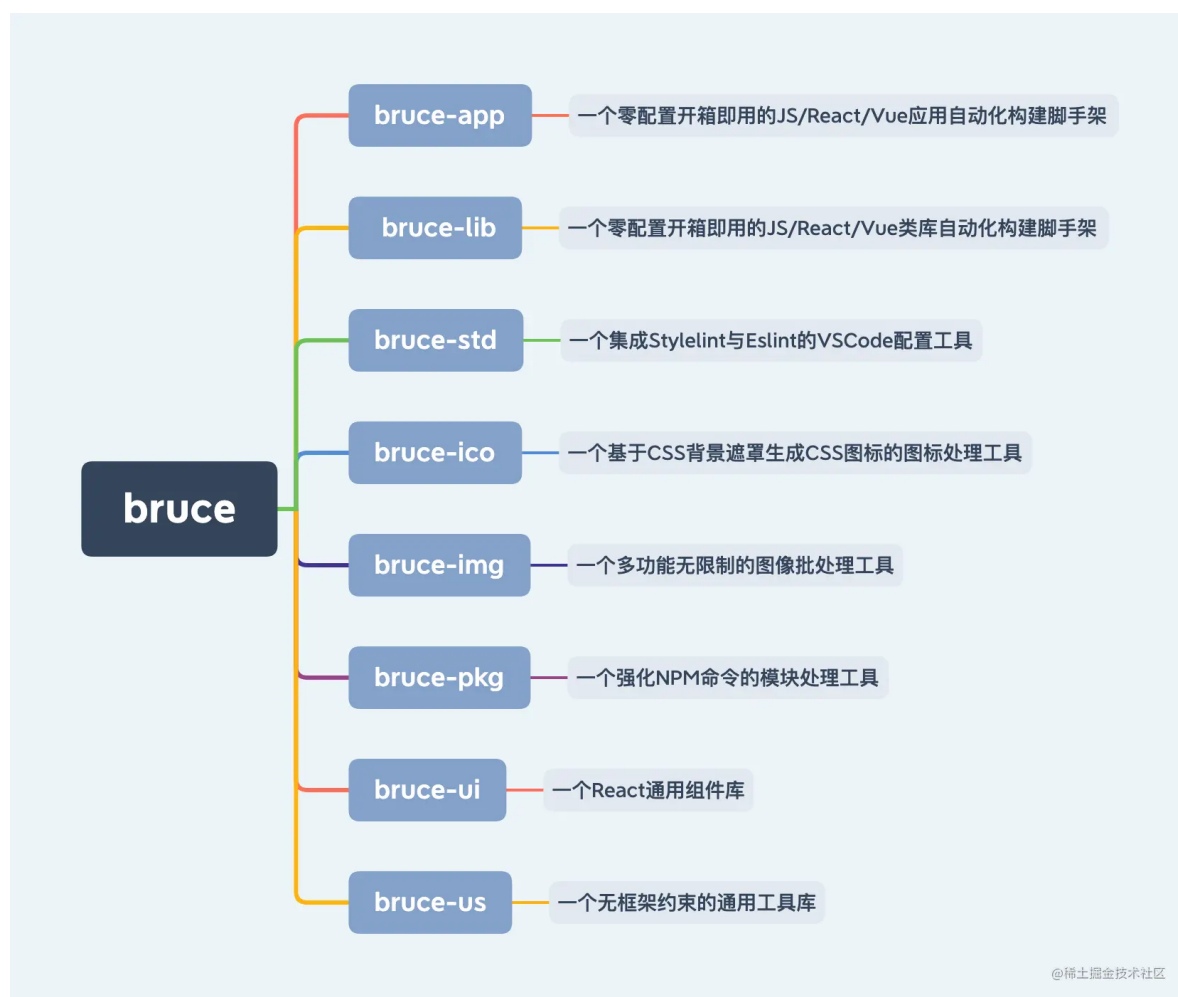 bruce-app
一个零配置开箱即用的JS/React/Vue应用自动化构建脚手架
bruce-lib
一个零配置开箱即用的JS/React/Vue类库自动化构建脚手架
bruce-std
一个集成Stylelint与Eslint的VSCode配置工具
bruce-ico
一个基于CSS背景遮罩生成CSS图标的图标处理工具
bruce
bruce-img
一个多功能无限制的图像批处理工具
bruce-pkg
一个强化NPM命令的模块处理工具
bruce-ui
一个React通用组件库
bruce-us
一个无框架约束的通用工具库
@稀土掘金技术社区